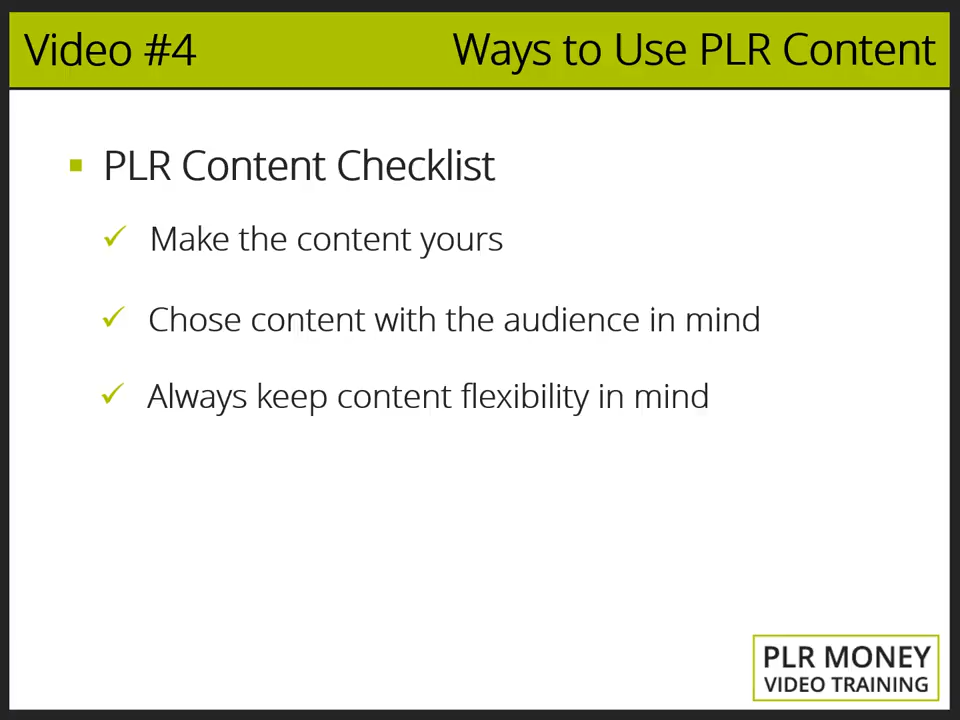 Video #4
Ways to Use PLR Content
PLR Content Checklist
Make the content yours
Chose content with the audience in mind
Always keep content flexibility in mind
PLR MONEY
VIDEO TRAINING